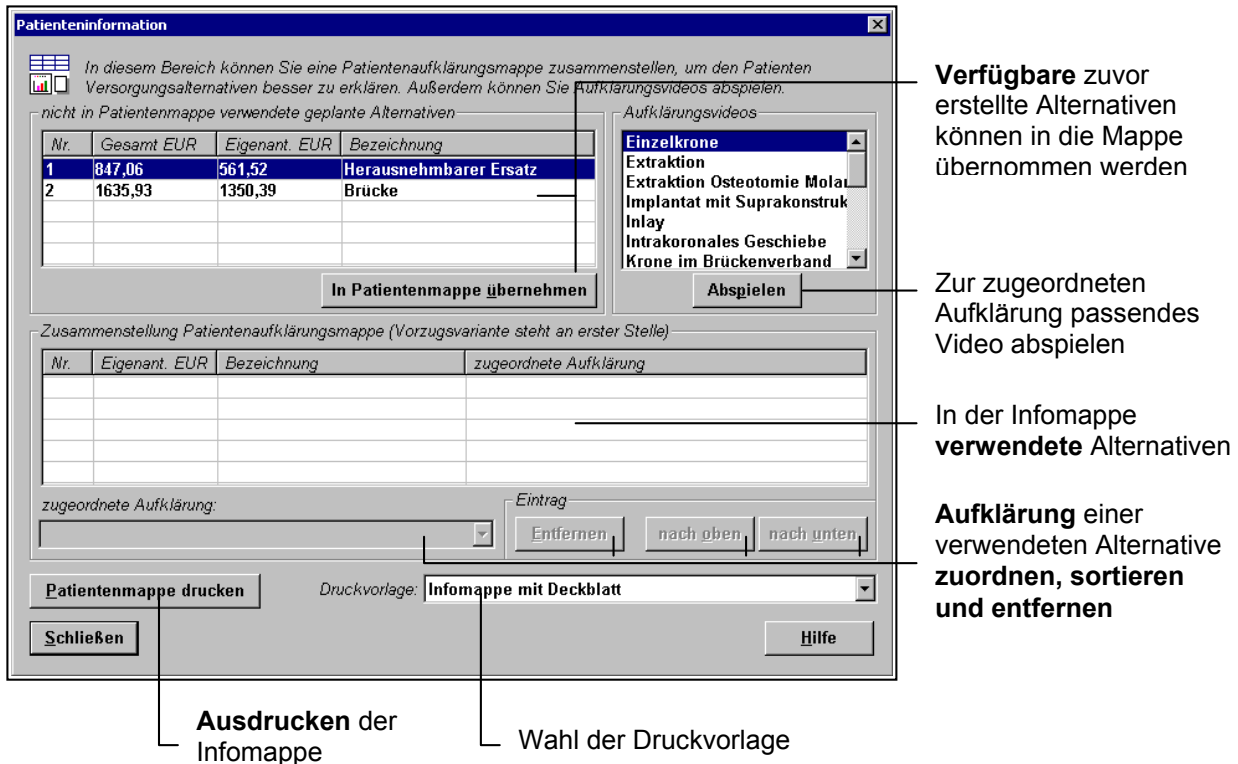 Patienteninformation
In diesem Bereich können Sie eine Patientenaufklärungsmappe zusammenstellen, um den Patienten
Versorgungsalternativen besser zu erklären. Außerdem können Sie Aufklärungsvideos abspielen.
nicht in Patientenmappe verwendete geplante Alternativen
Nr. Gesamt EUR Eigenant. EUR Bezeichnung
1 847,06 561,52 Herausnehmbarer Ersatz
2 1635,93 1350,39 Brücke
In Patientenmappe übernehmen
Aufklärungsvideos
Einzelkrone
Extraktion
Extraktion Osteotomie Molar
Implantat mit Suprakonstruk
Inlay
Intrakoronales Geschiebe
Krone im Brückenverband
Abspielen
Zusammenstellung Patientenaufklärungsmappe (Vorzugsvariante steht an erster Stelle)
Nr. Eigenant. EUR Bezeichnung zugeordnete Aufklärung
zugeordnete Aufklärung:
Eintrag
Entfernen nach oben nach unten
Patientenmappe drucken
Druckvorlage: Infomappe mit Deckblatt
Schließen
Hilfe
Verfügbare zuvor
erstellte Alternativen
können in die Mappe
übernommen werden
Zur zugeordneten
Aufklärung passendes
Video abspielen
In der Infomappe
verwendete Alternativen
Aufklärung einer
verwendeten Alternative
zuordnen, sortieren
und entfernen
Ausdrucken der
Infomappe
Wahl der Druckvorlage